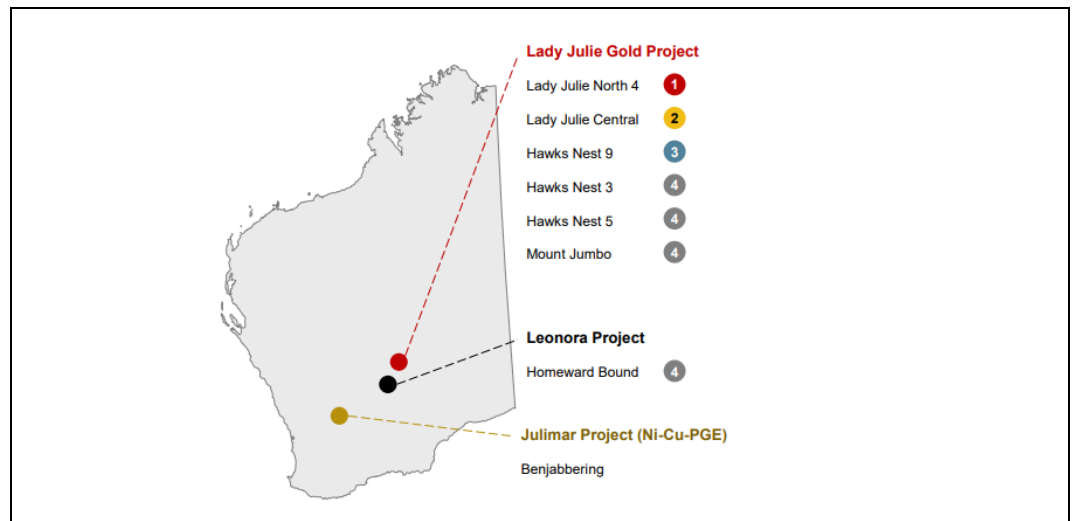 Lady Julie Gold Project
Lady Julie North 4 1
Lady Julie Central 2
Hawks Nest 9 3
Hawks Nest 3 4
Hawks Nest 5 4
Mount Jumbo 4
Leonora Project
Homeward Bound 4
Julimar Project (Ni-Cu-PGE)
Benjabbering